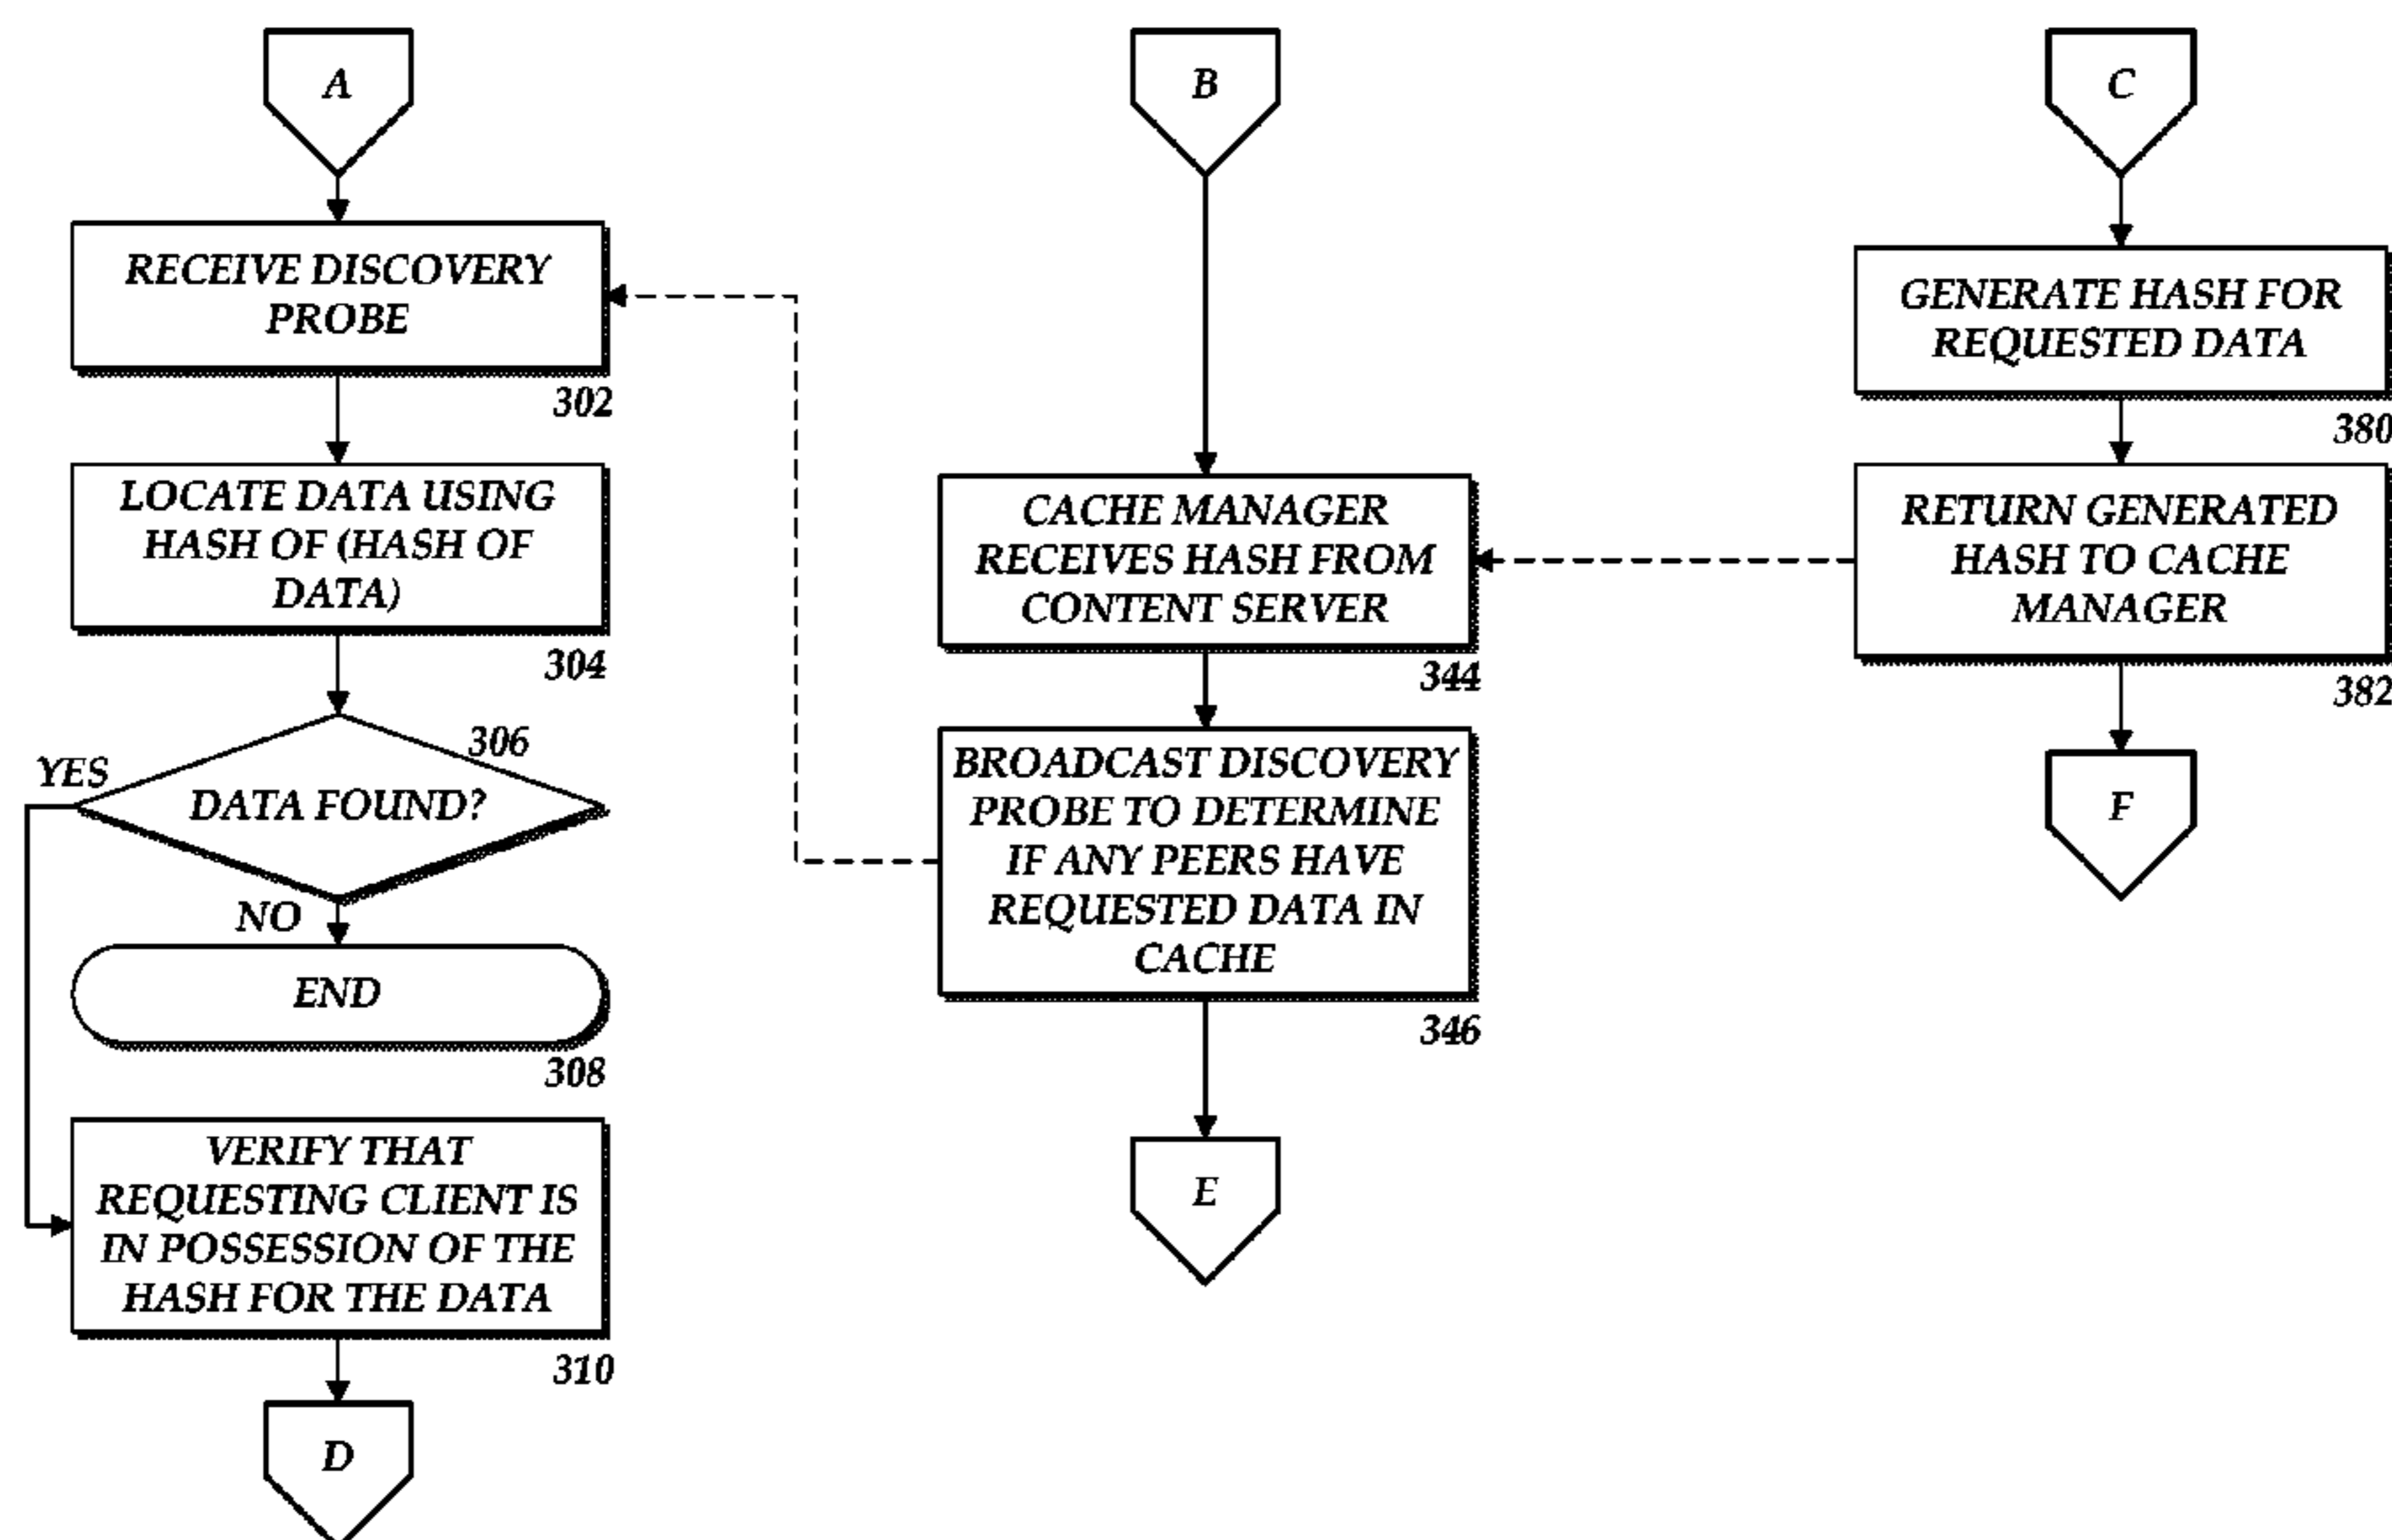 A
RECEIVE DISCOVERY
PROBE
302
LOCATE DATA USING
HASH OF (HASH OF
DATA)
304
306
YES
DATA FOUND?
NO
END
308
VERIFY THAT
REQUESTING CLIENT IS
IN POSSESSION OF THE
HASH FOR THE DATA
310
D
B
CACHE MANAGER
RECEIVES HASH FROM
CONTENT SERVER
344
BROADCAST DISCOVERY
PROBE TO DETERMINE
IF ANY PEERS HAVE
REQUESTED DATA IN
CACHE
346
E
C
GENERATE HASH FOR
REQUESTED DATA
380
RETURN GENERATED
HASH TO CACHE
MANAGER
382
F